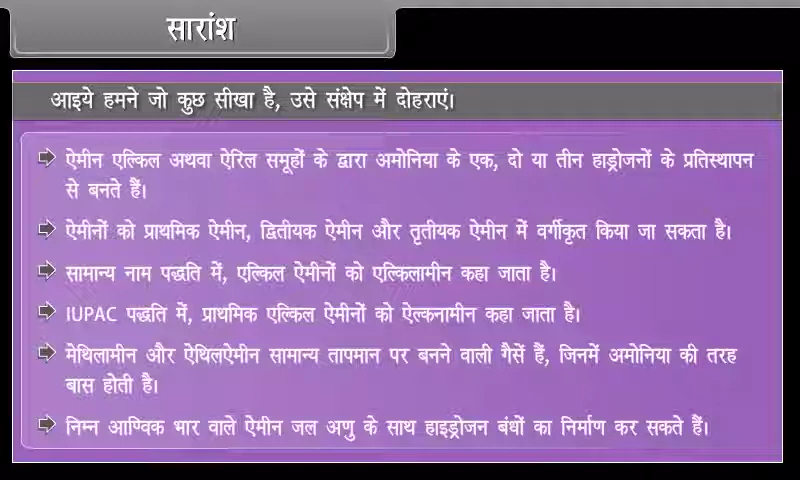 सारांश
आइये हमने जो कुछ सीखा है, उसे संक्षेप में दोहराएं।
ऐमीन एल्किल अथवा ऐरिल समूहों के द्वारा अमोनिया के एक, दो या तीन हाड्रोजनों के प्रतिस्थापन
से बनते हैं।
ऐमीनों को प्राथमिक ऐमीन, द्वितीयक ऐमीन और तृतीयक ऐमीन में वर्गीकृत किया जा सकता है।
सामान्य नाम पद्धति में, एल्किल ऐमीनों को एल्किलामीन कहा जाता है।
IUPAC पद्धति में, प्राथमिक एल्किल ऐमीनों को ऐल्कनामीन कहा जाता है।
मेथिलामीन और ऐथिलऐमीन सामान्य तापमान पर बनने वाली गैसें हैं, जिनमें अमोनिया की तरह
बास होती है।
निम्न आण्विक भार वाले ऐमीन जल अणु के साथ हाइड्रोजन बंधों का निर्माण कर सकते हैं।